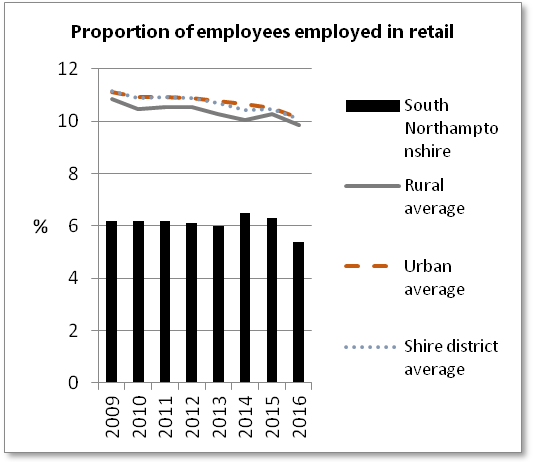 Proportion of employees employed in retail
12
10
8
6
4
2
0
%
2009
2010
2011
2012
2013
2014
2015
2016
South
Northampto
nshire
Rural
average
Urban
average
Shire district
average